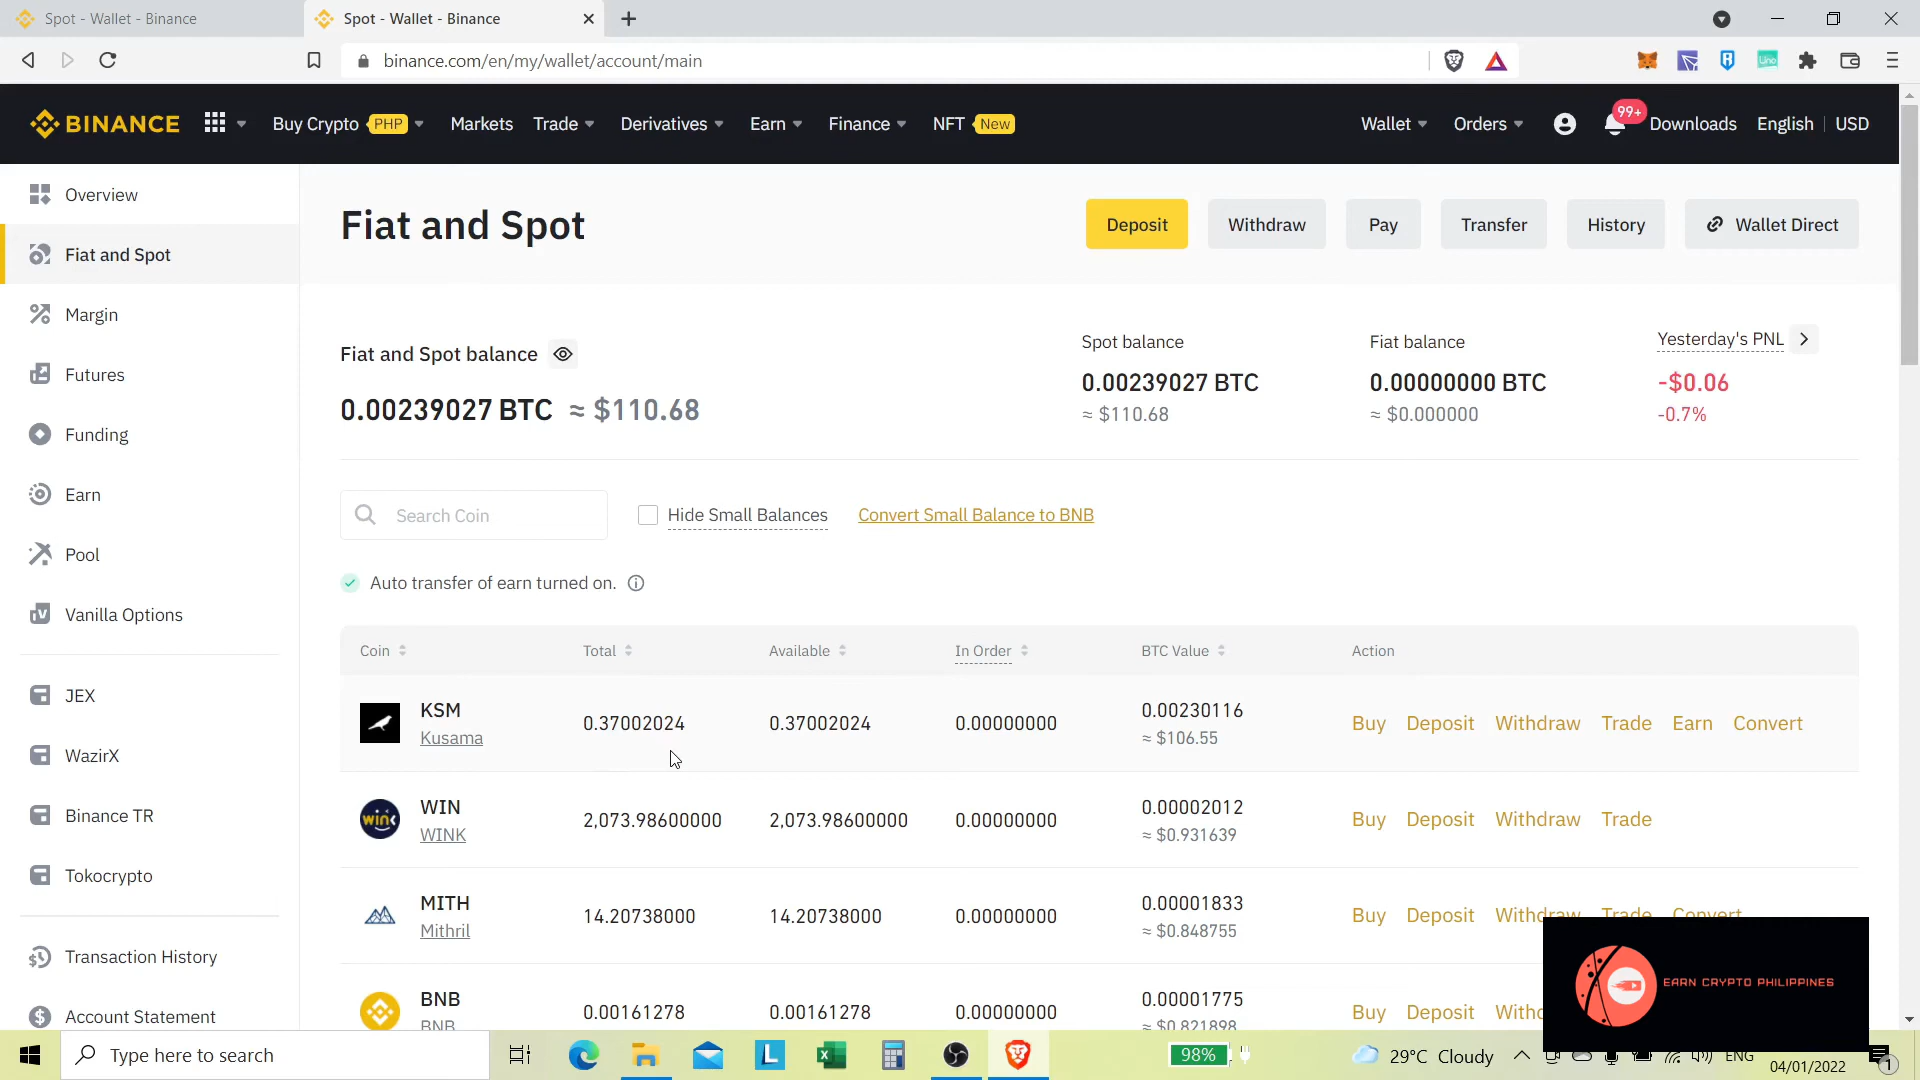 Spot - Wallet - Binance
Spot - Wallet - Binance
binance.com/en/my/wallet/account/main
Uno
BINANCE
Buy Crypto PHP Markets Trade Derivatives Earn Finance NFT New
Wallet Orders 99+ Downloads English USD
Overview
Fiat and Spot
Margin
Futures
Funding
Earn
Pool
Vanilla Options
JEX
WazirX
Binance TR
Tokocrypto
Transaction History
Account Statement
Fiat and Spot
Deposit Withdraw Pay Transfer History Wallet Direct
Fiat and Spot balance
0.00239027 BTC ≈ $110.68
Spot balance
0.00239027 BTC
≈ $110.68
Fiat balance
0.00000000 BTC
≈ $0.000000
Yesterday's PNL
-$0.06
-0.7%
Search Coin
Hide Small Balances
Convert Small Balance to BNB
Auto transfer of earn turned on.
Coin Total Available In Order BTC Value Action
KSM
Kusama
0.37002024 0.37002024 0.00000000
0.00230116
≈ $106.55
Buy Deposit Withdraw Trade Earn Convert
WIN
WINK
2,073.98600000 2,073.98600000 0.00000000
0.00002012
≈ $0.931639
Buy Deposit Withdraw Trade
MITH
Mithril
14.20738000 14.20738000 0.00000000
0.00001833
≈ $0.848755
Buy Deposit Withdraw Trade Convert
BNB
BNB
0.00161278 0.00161278 0.00000000
0.00001775
≈ $0.821898
Buy Deposit
EARN CRYPTO PHILIPPINES
Type here to search
98%
29°C Cloudy
ENG
04/01/2022
1